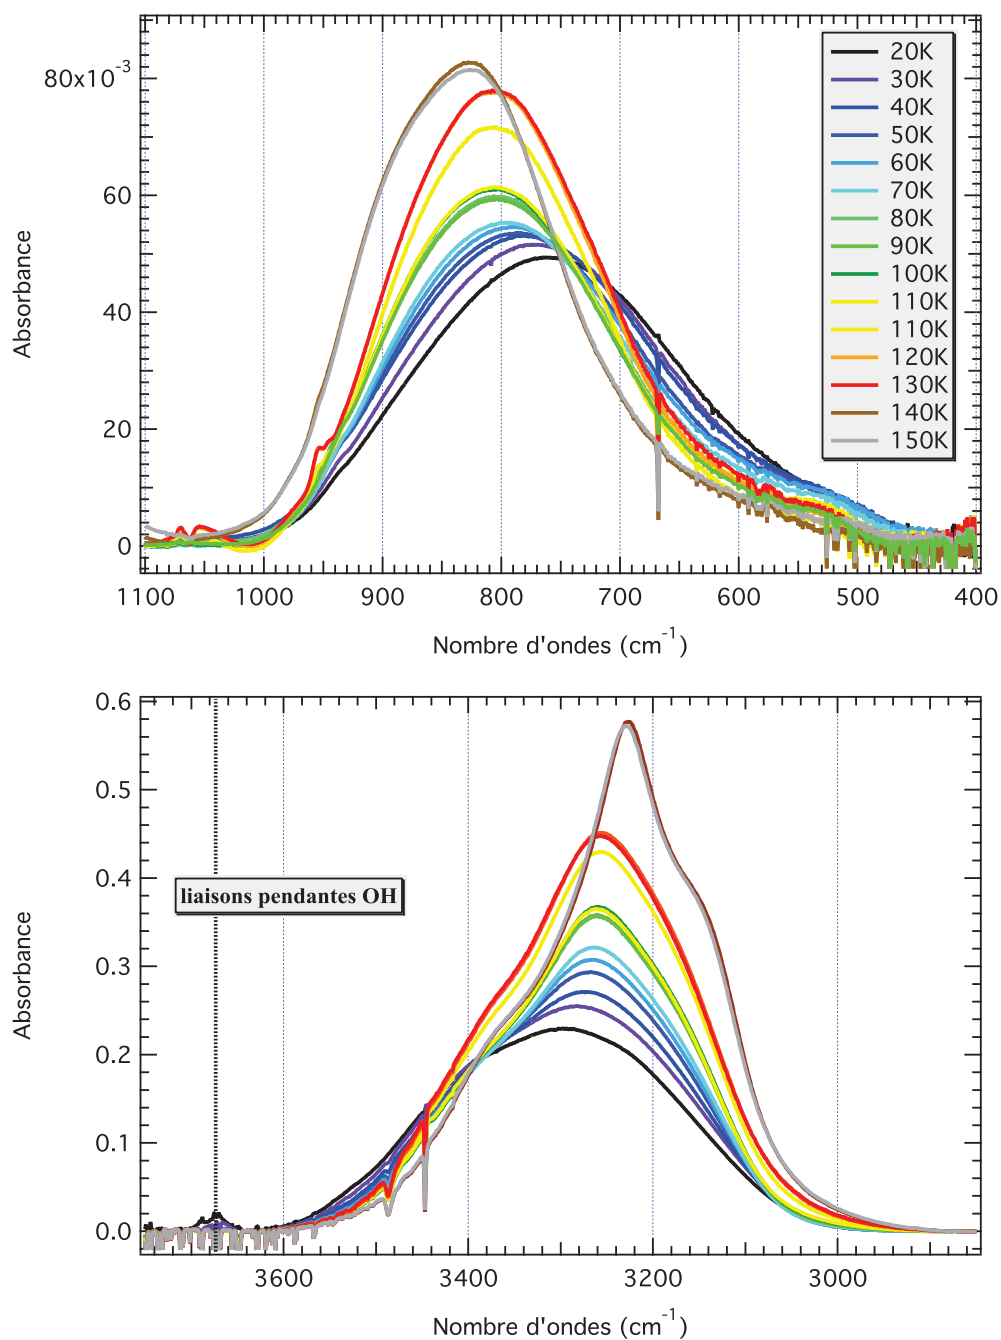 80x10-3
60
40
20
0
Absorbance
1100
1000
900
800
700
600
500
400
Nombre d'ondes (cm-1)
20K
30K
40K
50K
60K
70K
80K
90K
100K
110K
110K
120K
130K
140K
150K
0.6
0.5
0.4
0.3
0.2
0.1
0.0
Absorbance
liaisons pendantes OH
3600
3400
3200
3000
Nombre d'ondes (cm-1)